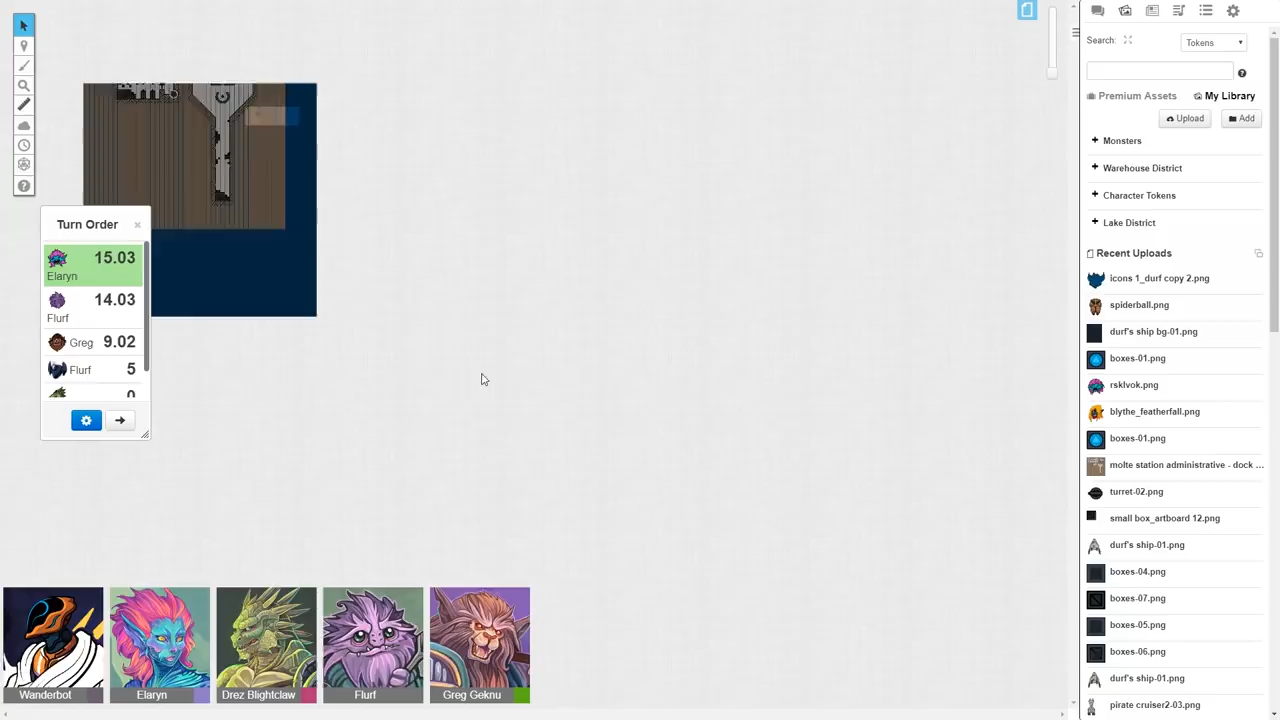 Search:
Tokens
Premium Assets
My Library
Upload
Add
Monsters
Warehouse District
Character Tokens
Lake District
Recent Uploads
icons 1_durf copy 2.png
spiderball.png
durf's ship bg-01.png
boxes-01.png
rsklvok.png
blythe_featherfall.png
boxes-01.png
molte station administrative - dock ...
turret-02.png
small box_artboard 12.png
durf's ship-01.png
boxes-04.png
boxes-07.png
boxes-05.png
boxes-06.png
durf's ship-01.png
pirate cruiser2-03.png
Turn Order
15.03
Elaryn
14.03
Flurf
Greg 9.02
Flurf 5
0
Wanderbot
Elaryn
Drez Blightclaw
Flurf
Greg Geknu